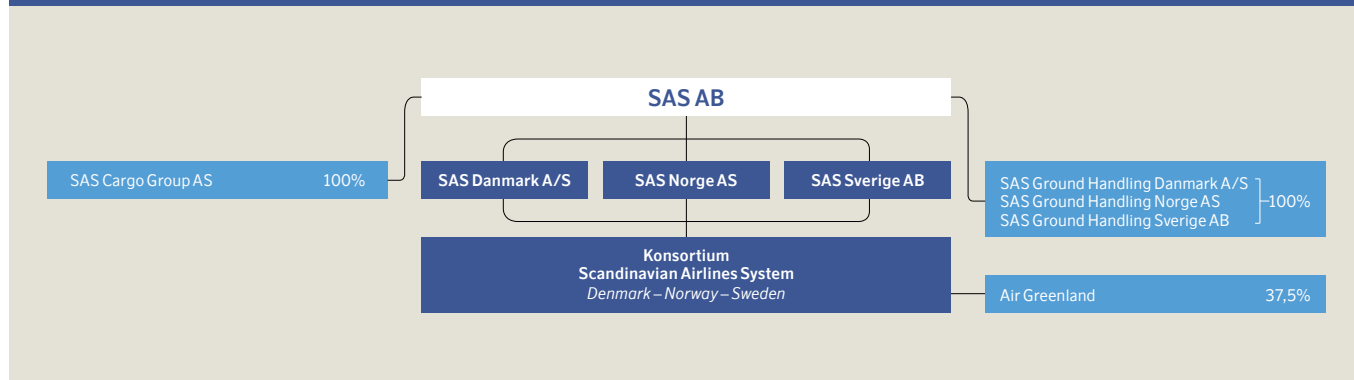 SAS AB
SAS Cargo Group AS 100%
SAS Danmark A/S
SAS Norge AS
SAS Sverige AB
SAS Ground Handling Danmark A/S
SAS Ground Handling Norge AS
SAS Ground Handling Sverige AB
100%
Konsortium
Scandinavian Airlines System
Denmark – Norway – Sweden
Air Greenland 37,5%